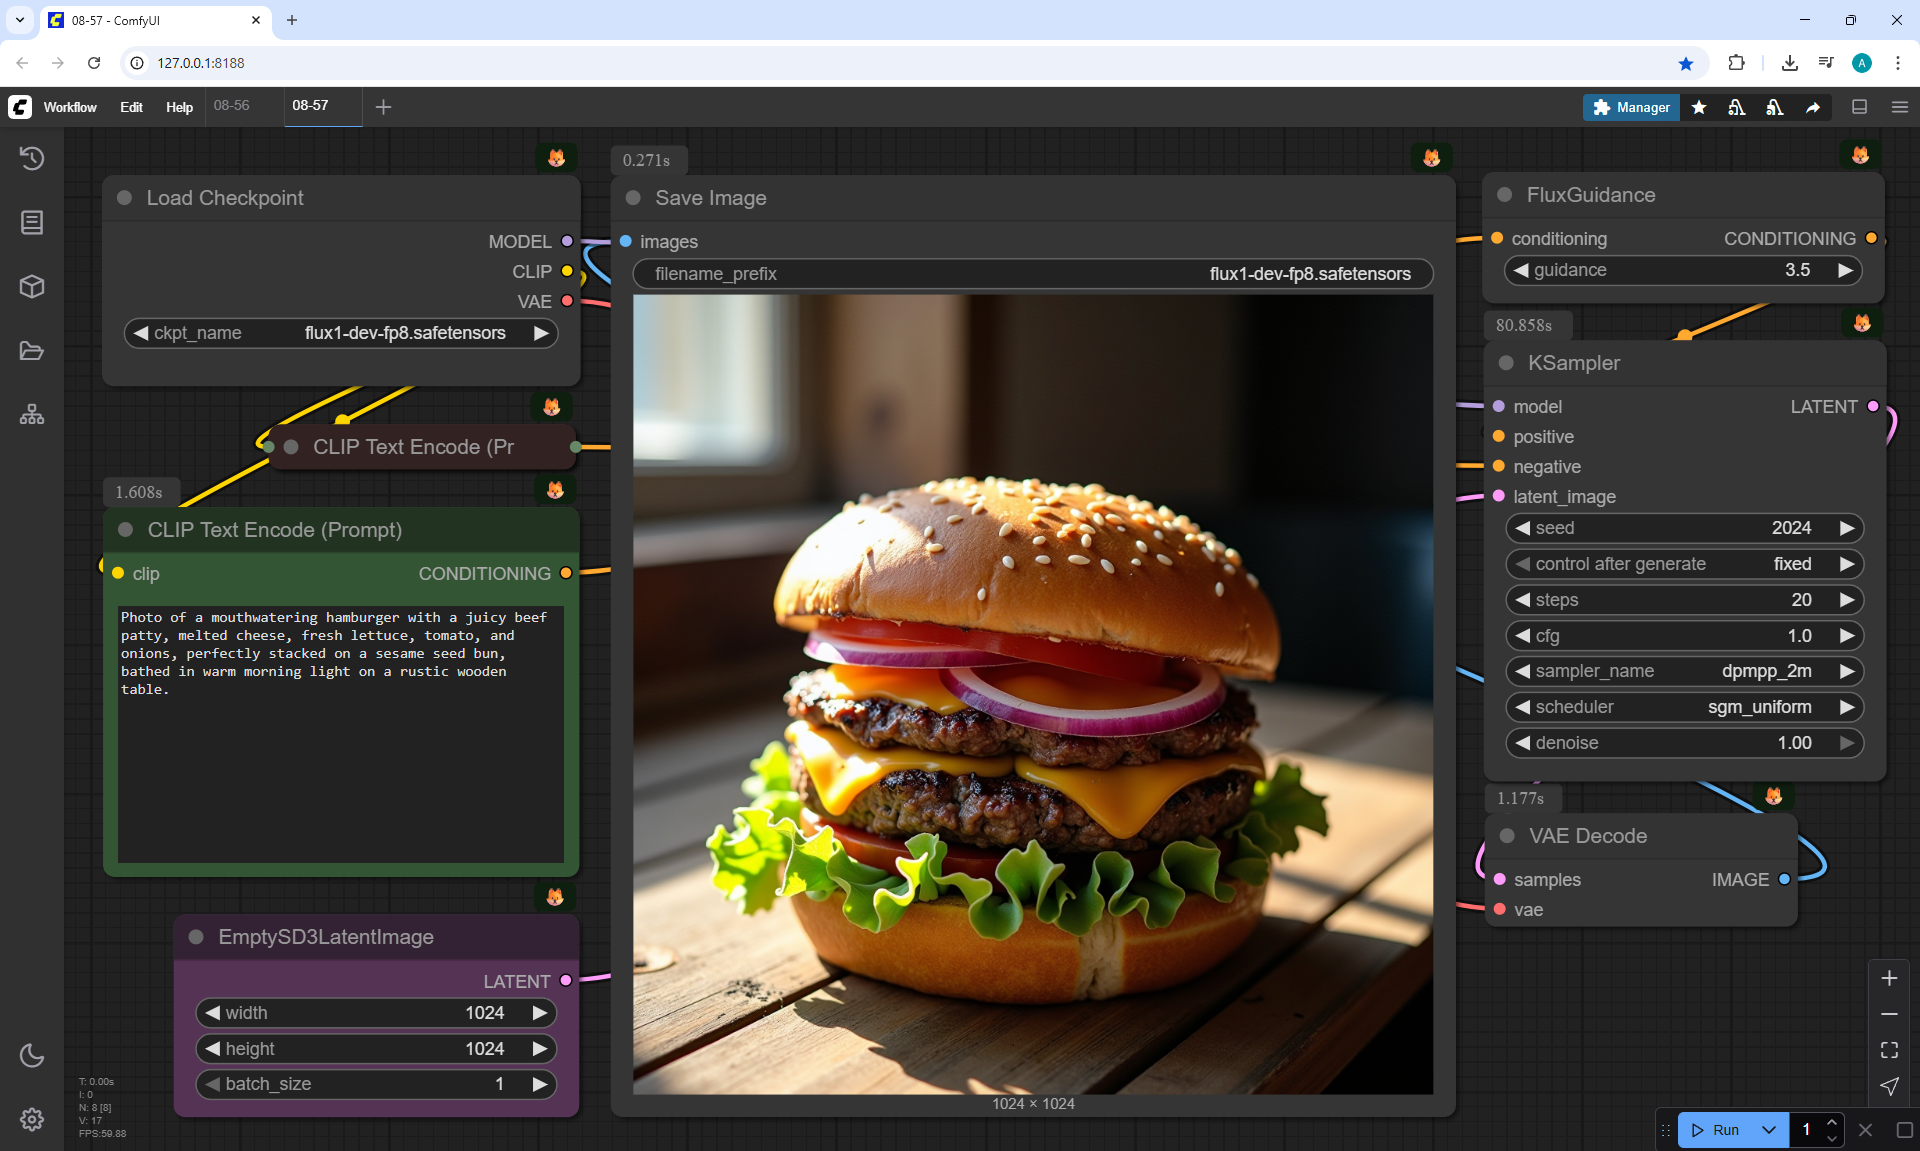 08-57 - ComfyUI
127.0.0.1:8188
Workflow Edit Help 08-56 08-57
Manager
Load Checkpoint
MODEL
CLIP
VAE
ckpt_name flux1-dev-fp8.safetensors
CLIP Text Encode (Pr
1.608s
CLIP Text Encode (Prompt)
clip CONDITIONING
Photo of a mouthwatering hamburger with a juicy beef
patty, melted cheese, fresh lettuce, tomato, and
onions, perfectly stacked on a sesame seed bun,
bathed in warm morning light on a rustic wooden
table.
EmptySD3LatentImage
LATENT
width 1024
height 1024
batch_size 1
T: 0.00s
I: 0
N: 8 [8]
V: 17
FPS:59.88
0.271s
Save Image
images
filename_prefix flux1-dev-fp8.safetensors
1024 × 1024
FluxGuidance
conditioning CONDITIONING
guidance 3.5
80.858s
KSampler
model LATENT
positive
negative
latent_image
seed 2024
control after generate fixed
steps 20
cfg 1.0
sampler_name dpmpp_2m
scheduler sgm_uniform
denoise 1.00
1.177s
VAE Decode
samples IMAGE
vae
Run 1
A